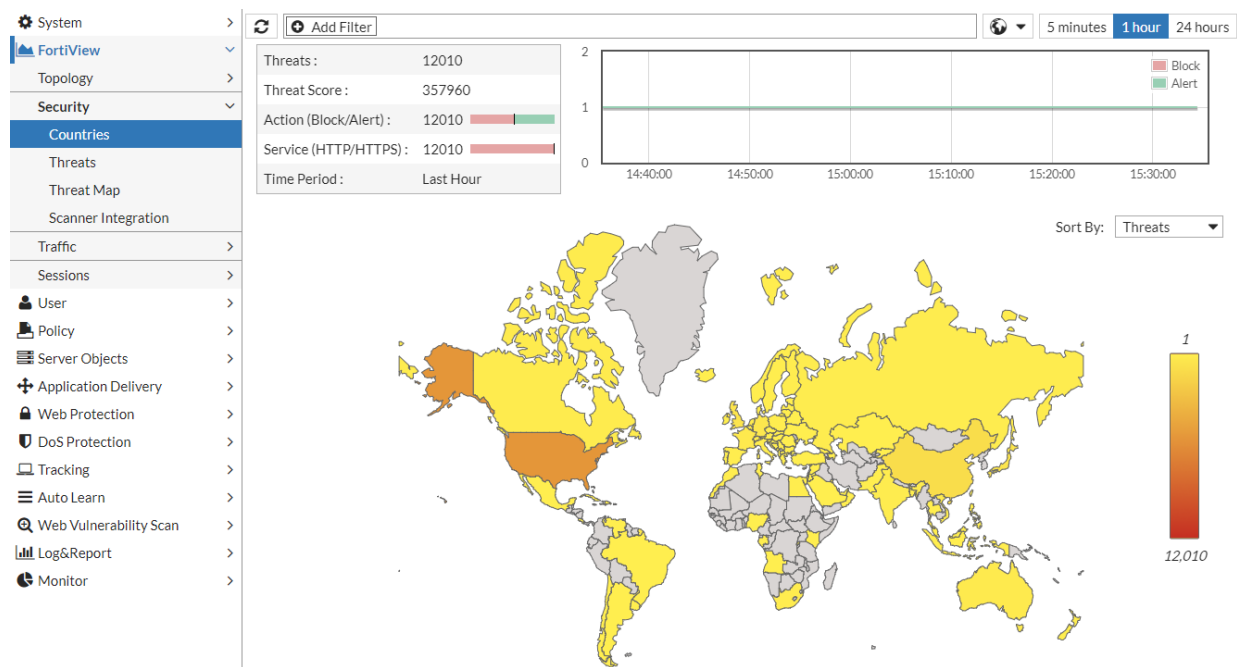 System
FortiView
Topology
Security
Countries
Threats
Threat Map
Scanner Integration
Traffic
Sessions
User
Policy
Server Objects
Application Delivery
Web Protection
DoS Protection
Tracking
Auto Learn
Web Vulnerability Scan
Log&Report
Monitor
Add Filter
5 minutes 1 hour 24 hours
Threats : 12010
Threat Score : 357960
Action (Block/Alert) : 12010
Service (HTTP/HTTPS) : 12010
Time Period : Last Hour
2
1
0
Block
Alert
14:40:00 14:50:00 15:00:00 15:10:00 15:20:00 15:30:00
Sort By: Threats
1
12,010